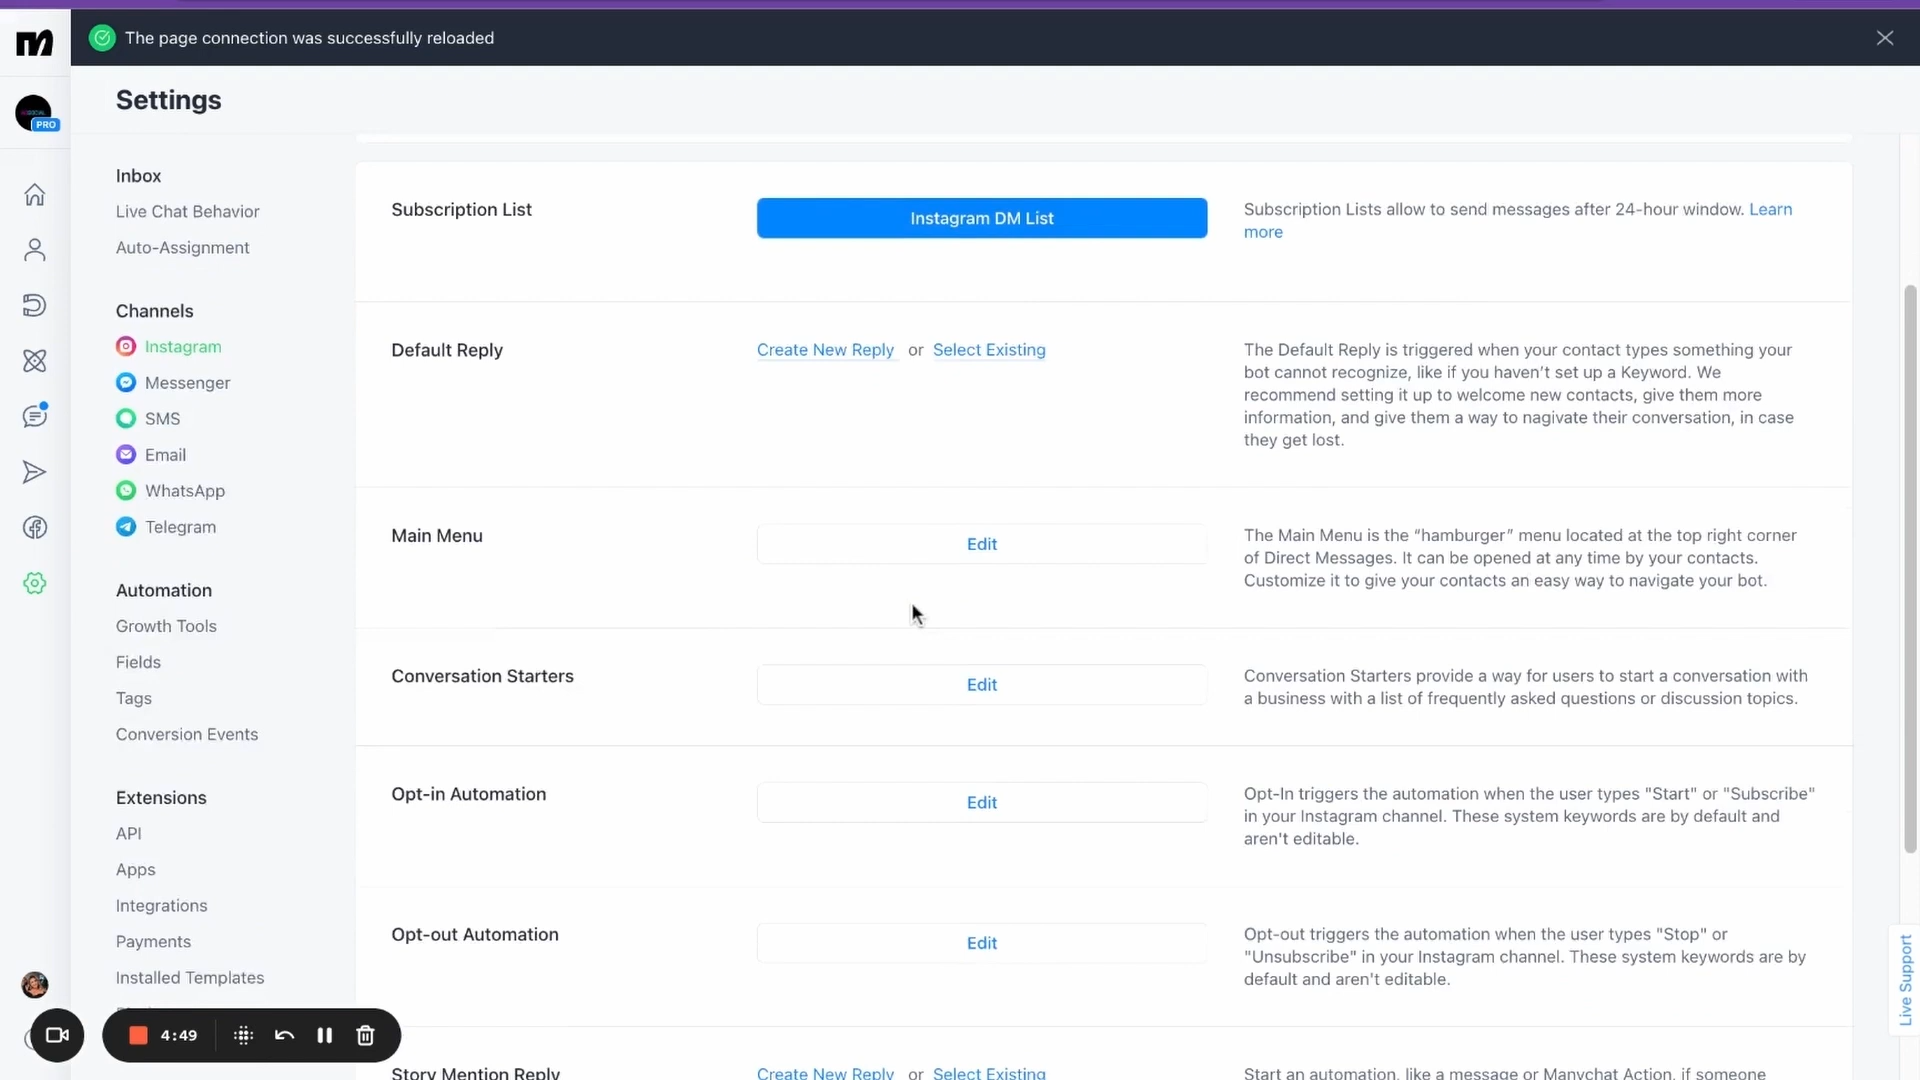 The page connection was successfully reloaded
PRO
Settings
Inbox
Live Chat Behavior
Auto-Assignment
Channels
Instagram
Messenger
SMS
Email
WhatsApp
Telegram
Automation
Growth Tools
Fields
Tags
Conversion Events
Extensions
API
Apps
Integrations
Payments
Installed Templates
4:49
Subscription List
Instagram DM List
Subscription Lists allow to send messages after 24-hour window. Learn
more
Default Reply
Create New Reply or Select Existing
The Default Reply is triggered when your contact types something your
bot cannot recognize, like if you haven’t set up a Keyword. We
recommend setting it up to welcome new contacts, give them more
information, and give them a way to nagivate their conversation, in case
they get lost.
Main Menu
Edit
The Main Menu is the “hamburger” menu located at the top right corner
of Direct Messages. It can be opened at any time by your contacts.
Customize it to give your contacts an easy way to navigate your bot.
Conversation Starters
Edit
Conversation Starters provide a way for users to start a conversation with
a business with a list of frequently asked questions or discussion topics.
Opt-in Automation
Edit
Opt-In triggers the automation when the user types "Start" or "Subscribe"
in your Instagram channel. These system keywords are by default and
aren't editable.
Opt-out Automation
Edit
Opt-out triggers the automation when the user types "Stop" or
"Unsubscribe" in your Instagram channel. These system keywords are by
default and aren't editable.
Story Mention Reply
Create New Reply or Select Existing
Start an automation, like a message or Manychat Action, if someone
Live Support